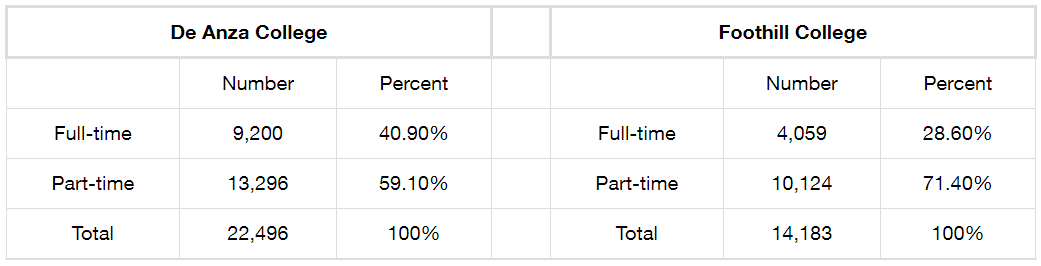 De Anza College Foothill College
Number Percent Number Percent
Full-time 9,200 40.90% Full-time 4,059 28.60%
Part-time 13,296 59.10% Part-time 10,124 71.40%
Total 22,496 100% Total 14,183 100%